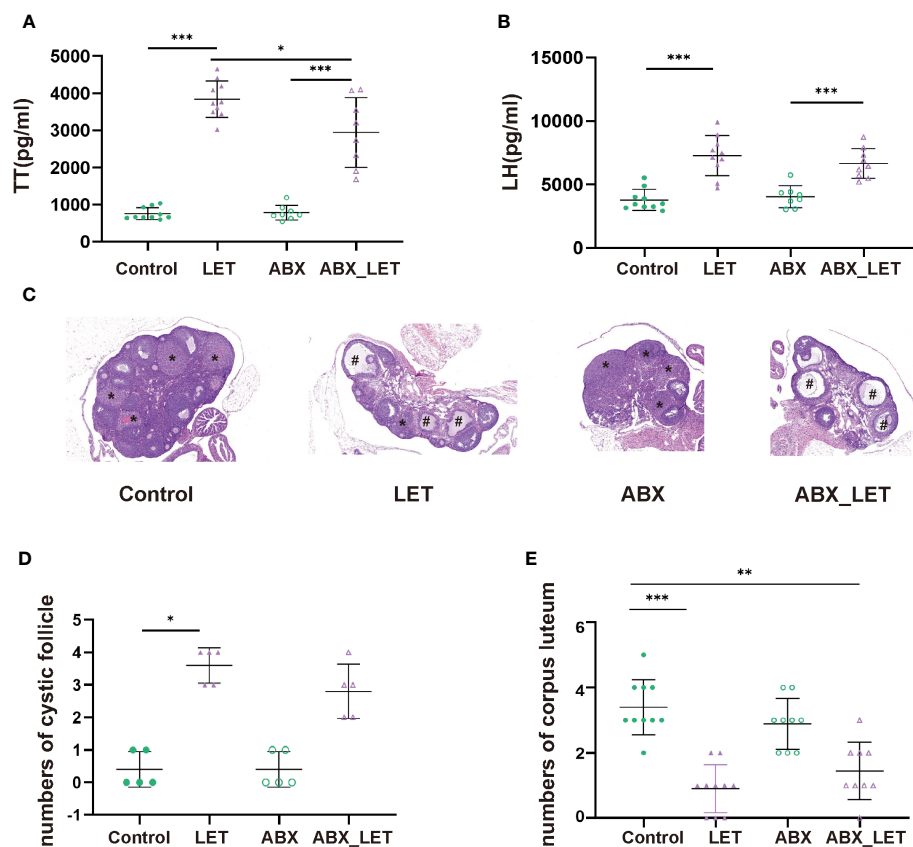 A
B
***
*
***
5000
4000
3000
2000
1000
0
TT(pg/ml)
Control LET ABX ABX_LET
***
***
15000
10000
5000
0
LH(pg/ml)
Control LET ABX ABX_LET
C
* * * *
# * # #
* * *
# # #
Control LET ABX ABX_LET
D
E
*
5
4
3
2
1
0
-1
numbers of cystic follicle
Control LET ABX ABX_LET
**
***
6
4
2
0
numbers of corpus luteum
Control LET ABX ABX_LET